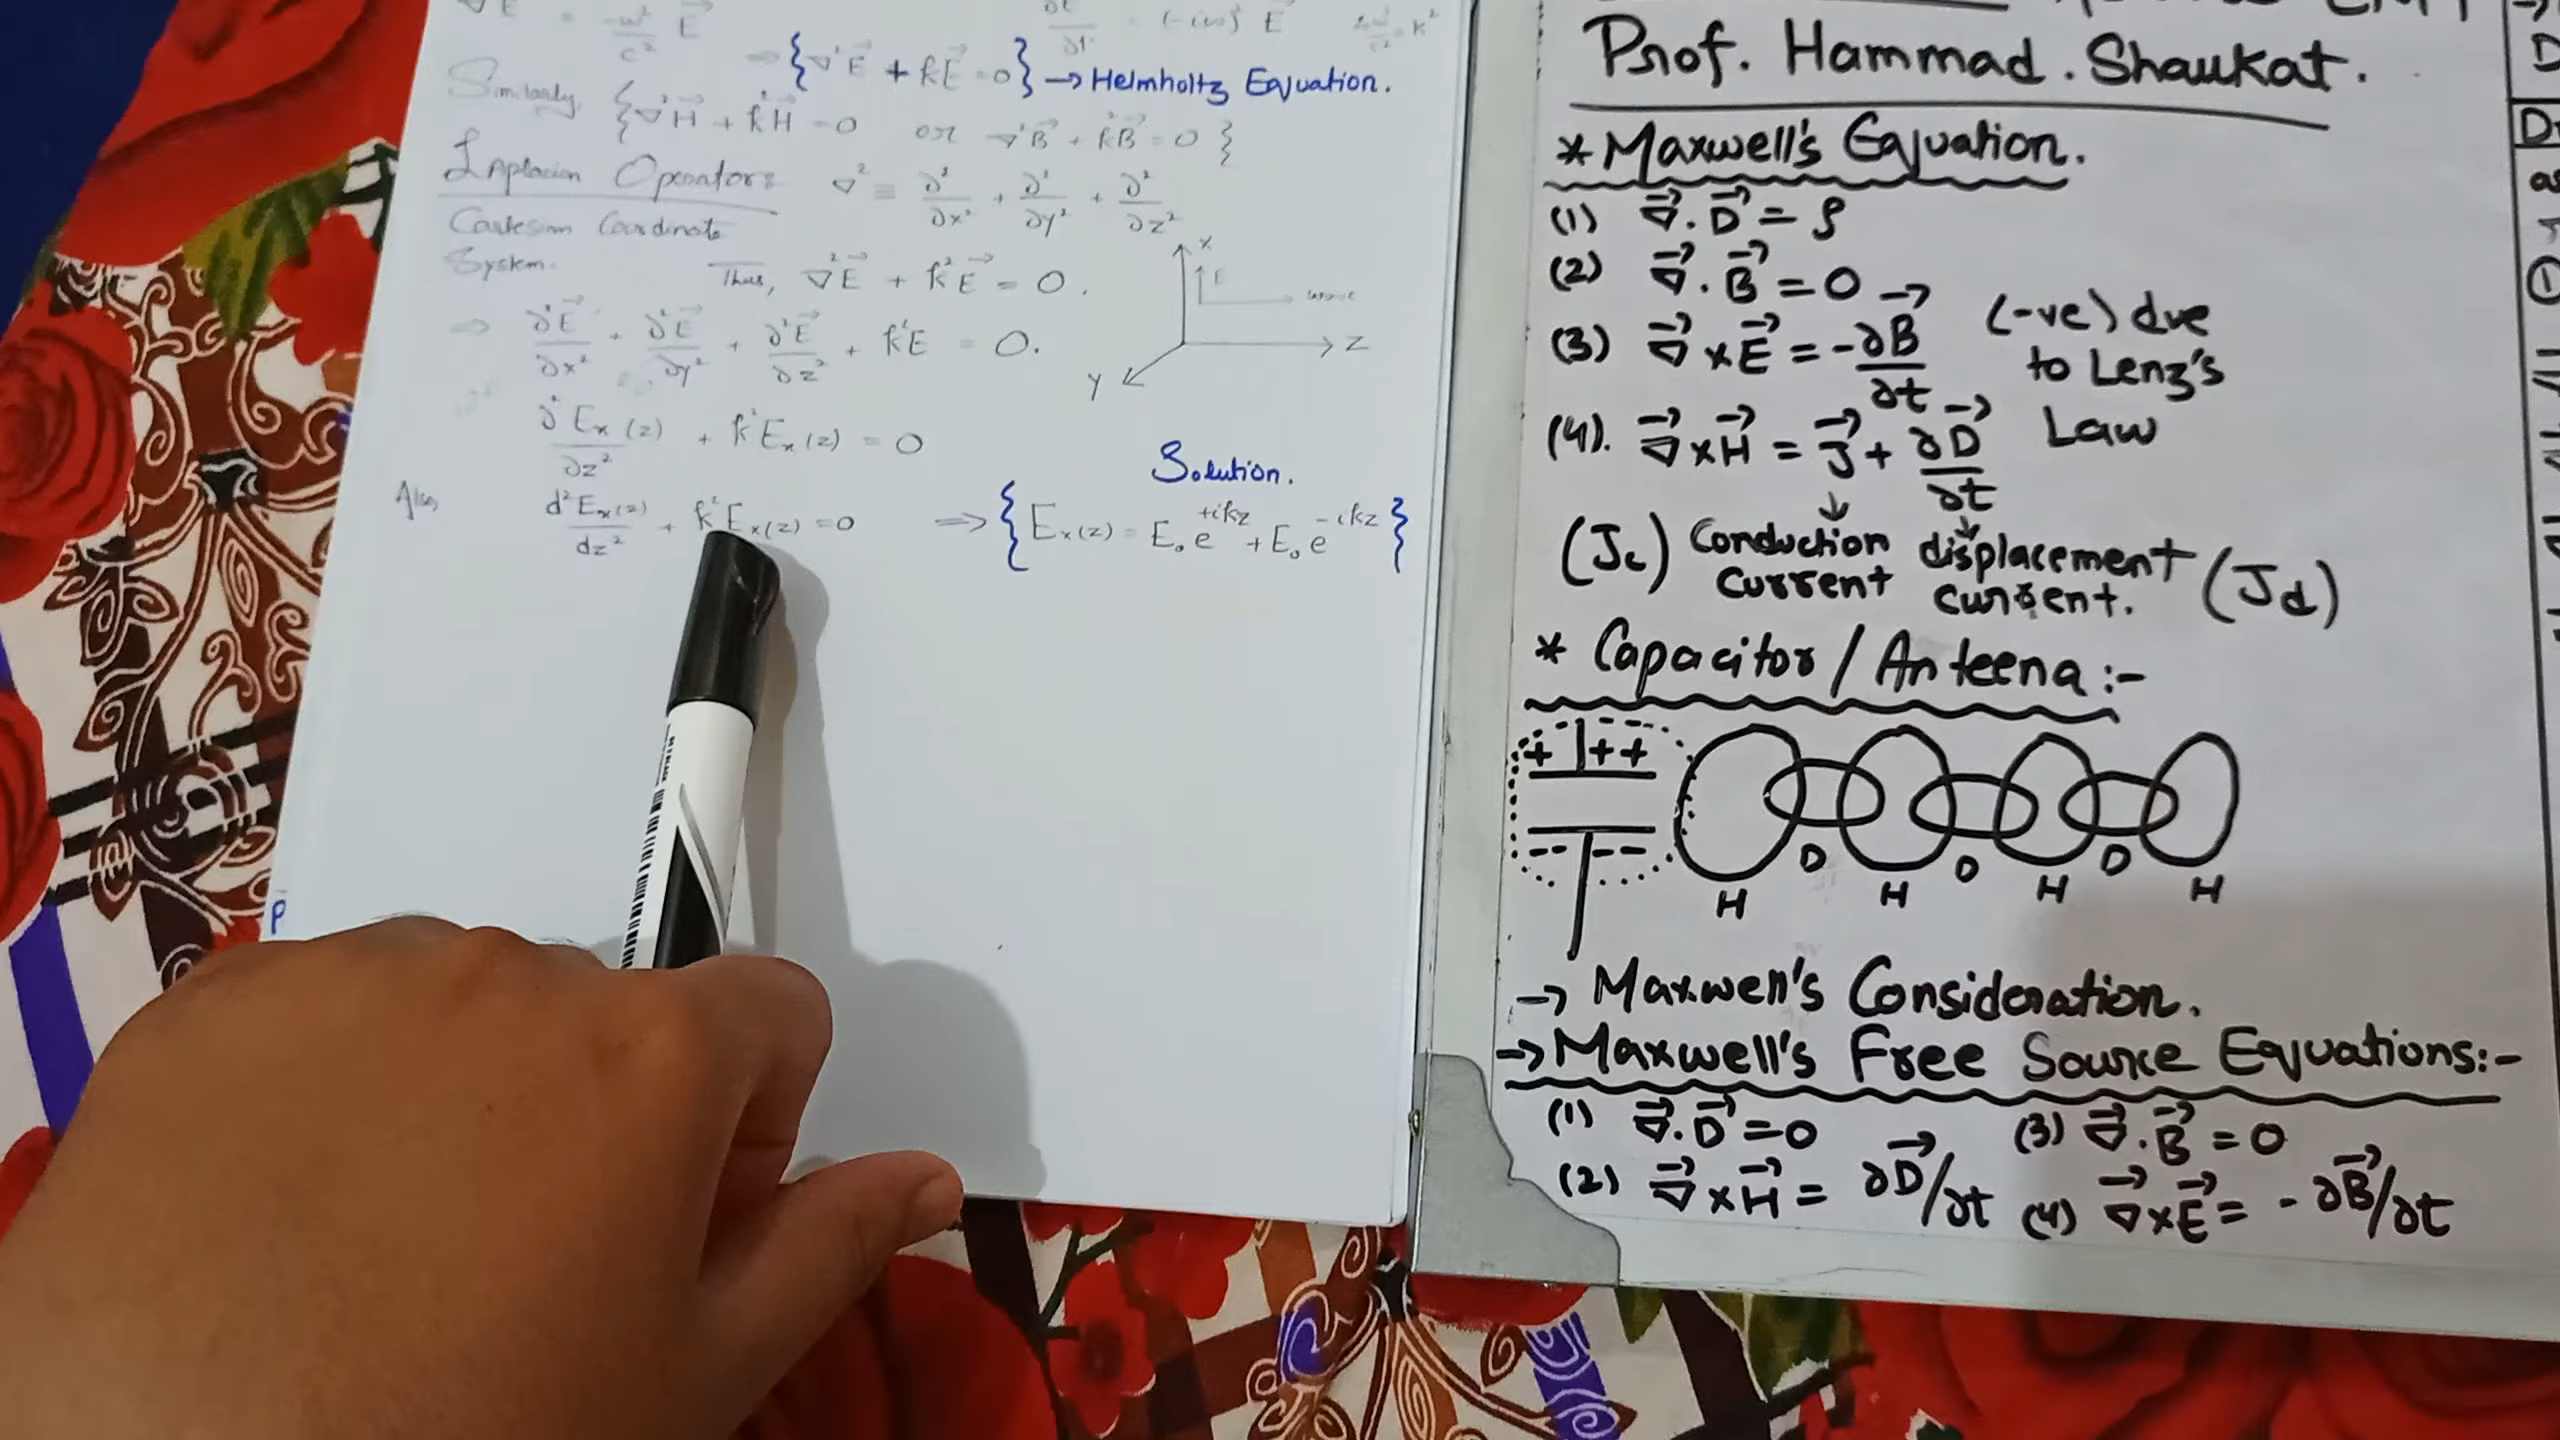 ∇²E = -ω²/c² E
⇒ {∇²E + k²E = 0} → Helmholtz Equation.
Similarly, {∇²H + k²H = 0 or ∇²B + k²B = 0}
Laplacian Operator: ∇² ≡ ∂²/∂x² + ∂²/∂y² + ∂²/∂z²
Cartesian Coordinate
System.
Thus, ∇²E + k²E = 0.
X
E
Z
Y
⇒ ∂²E/∂x² + ∂²E/∂y² + ∂²E/∂z² + k²E = 0.
∂²Ex(z)/∂z² + k²Ex(z) = 0
Also, d²Ex(z)/dz² + k²Ex(z) = 0
Solution.
⇒ {Ex(z) = E₀e^+ikz + E₀e^-ikz}
P
Prof. Hammad. Shaukat.
* Maxwell's Equation.
(1) ∇.D = ρ
(2) ∇.B = 0
(3) ∇×E = -∂B/∂t (-ve) due
to Lenz's
Law
(4). ∇×H = J + ∂D/∂t
(Jc) Conduction current displacement current. (Jd)
* Capacitor / Anteena:-
+ | + +
- - - -
H D H D H D H
→ Maxwell's Consideration.
→ Maxwell's Free Source Equations:-
(1) ∇.D = 0 (3) ∇.B = 0
(2) ∇×H = ∂D/∂t (4) ∇×E = -∂B/∂t